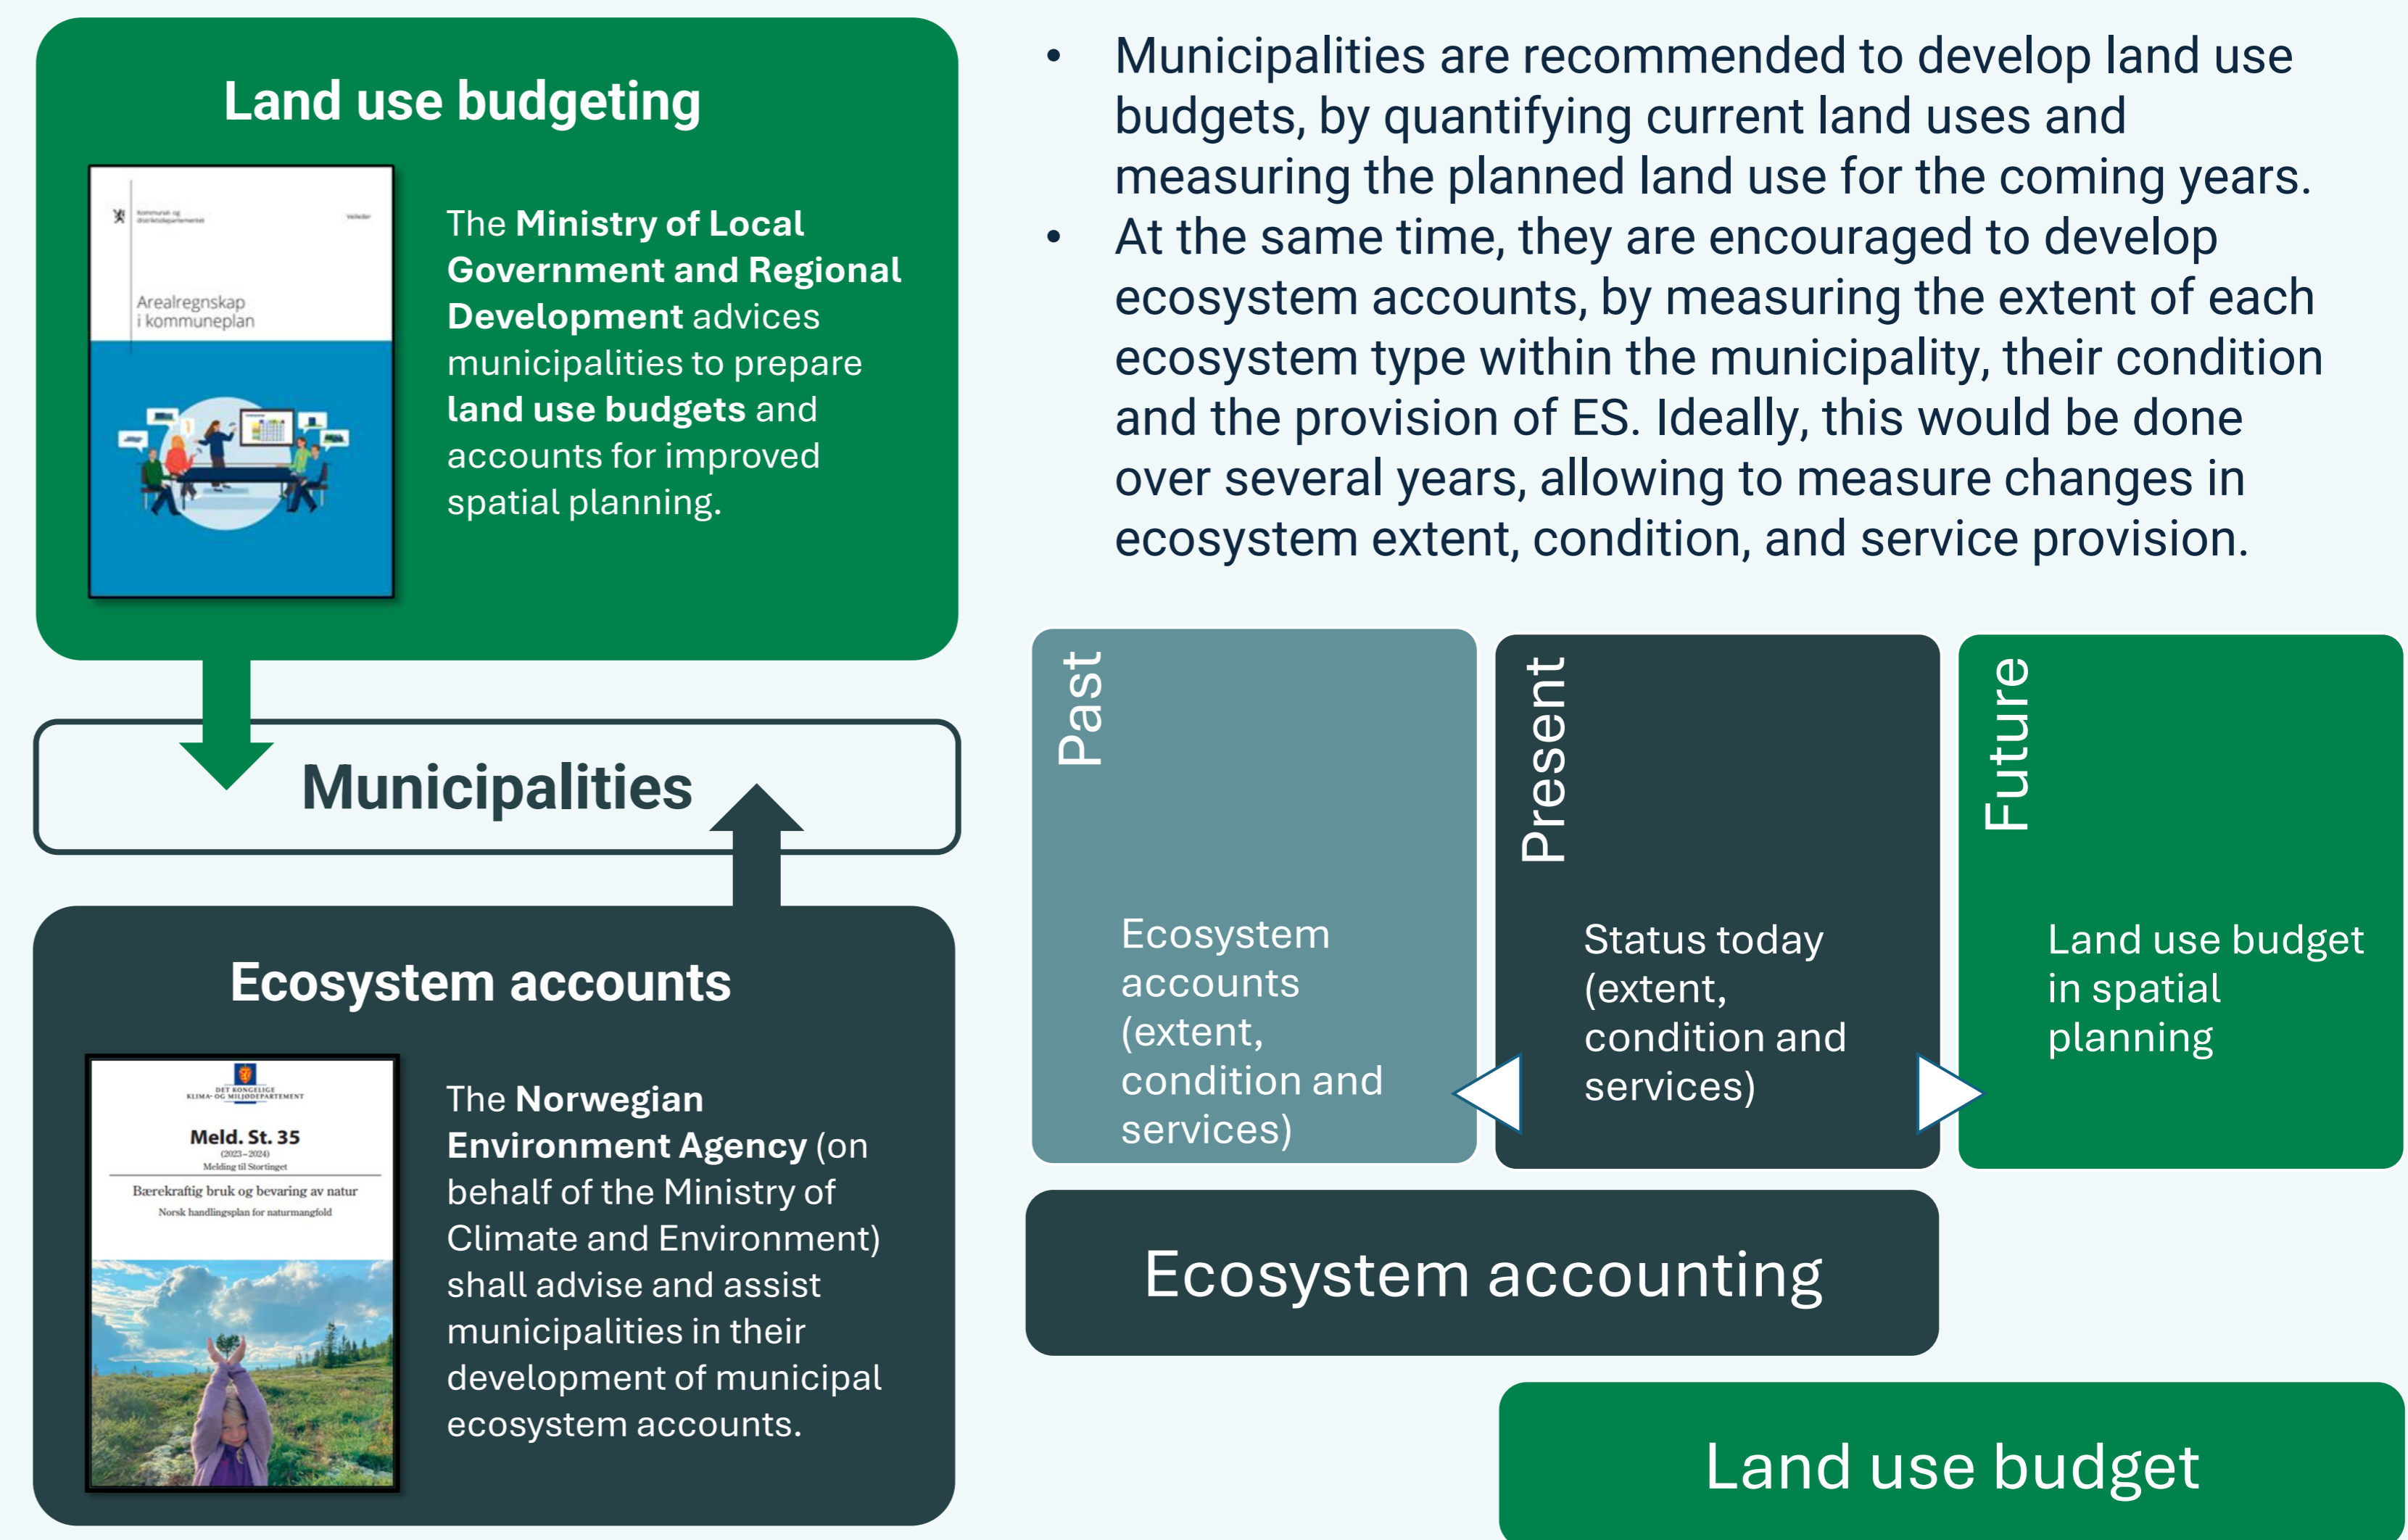 Land use budgeting
Kommunal- og
distriktsdepartementet
Veileder
Arealregnskap
i kommuneplan
The Ministry of Local
Government and Regional
Development advices
municipalities to prepare
land use budgets and
accounts for improved
spatial planning.
Municipalities
Ecosystem accounts
DET KONGELIGE
KLIMA- OG MILJØDEPARTEMENT
Meld. St. 35
(2023–2024)
Melding til Stortinget
Bærekraftig bruk og bevaring av natur
Norsk handlingsplan for naturmangfold
The Norwegian
Environment Agency (on
behalf of the Ministry of
Climate and Environment)
shall advise and assist
municipalities in their
development of municipal
ecosystem accounts.
• Municipalities are recommended to develop land use
budgets, by quantifying current land uses and
measuring the planned land use for the coming years.
• At the same time, they are encouraged to develop
ecosystem accounts, by measuring the extent of each
ecosystem type within the municipality, their condition
and the provision of ES. Ideally, this would be done
over several years, allowing to measure changes in
ecosystem extent, condition, and service provision.
Past
Ecosystem
accounts
(extent,
condition and
services)
Present
Status today
(extent,
condition and
services)
Future
Land use budget
in spatial
planning
Ecosystem accounting
Land use budget